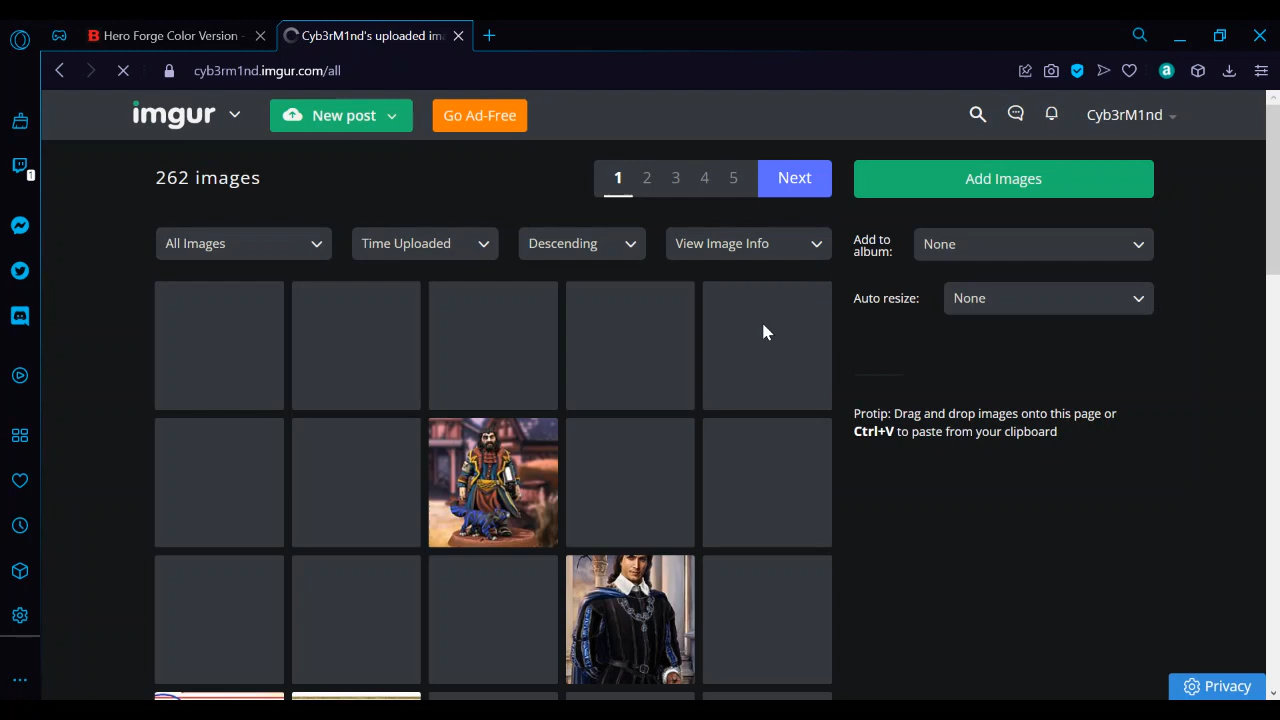 Hero Forge Color Version -
Cyb3rM1nd's uploaded ima
cyb3rm1nd.imgur.com/all
a
1
imgur
New post
Go Ad-Free
Cyb3rM1nd
262 images
1 2 3 4 5 Next
Add Images
All Images
Time Uploaded
Descending
View Image Info
Add to
album:
None
Auto resize:
None
Protip: Drag and drop images onto this page or
Ctrl+V to paste from your clipboard
Privacy